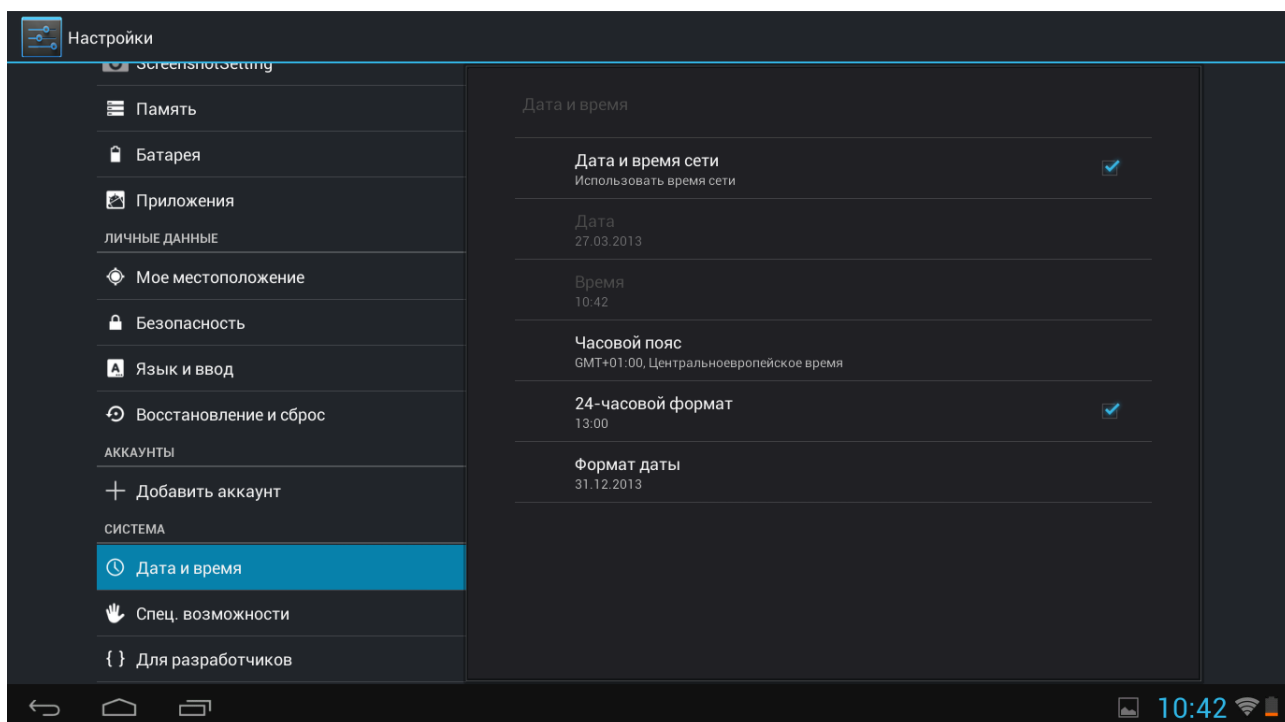 Настройки
ScreenshotSetting
Память
Батарея
Приложения
ЛИЧНЫЕ ДАННЫЕ
Мое местоположение
Безопасность
Язык и ввод
Восстановление и сброс
АККАУНТЫ
Добавить аккаунт
СИСТЕМА
Дата и время
Спец. возможности
Для разработчиков
Дата и время
Дата и время сети
Использовать время сети
Дата
27.03.2013
Время
10:42
Часовой пояс
GMT+01:00, Центральноевропейское время
24-часовой формат
13:00
Формат даты
31.12.2013
10:42